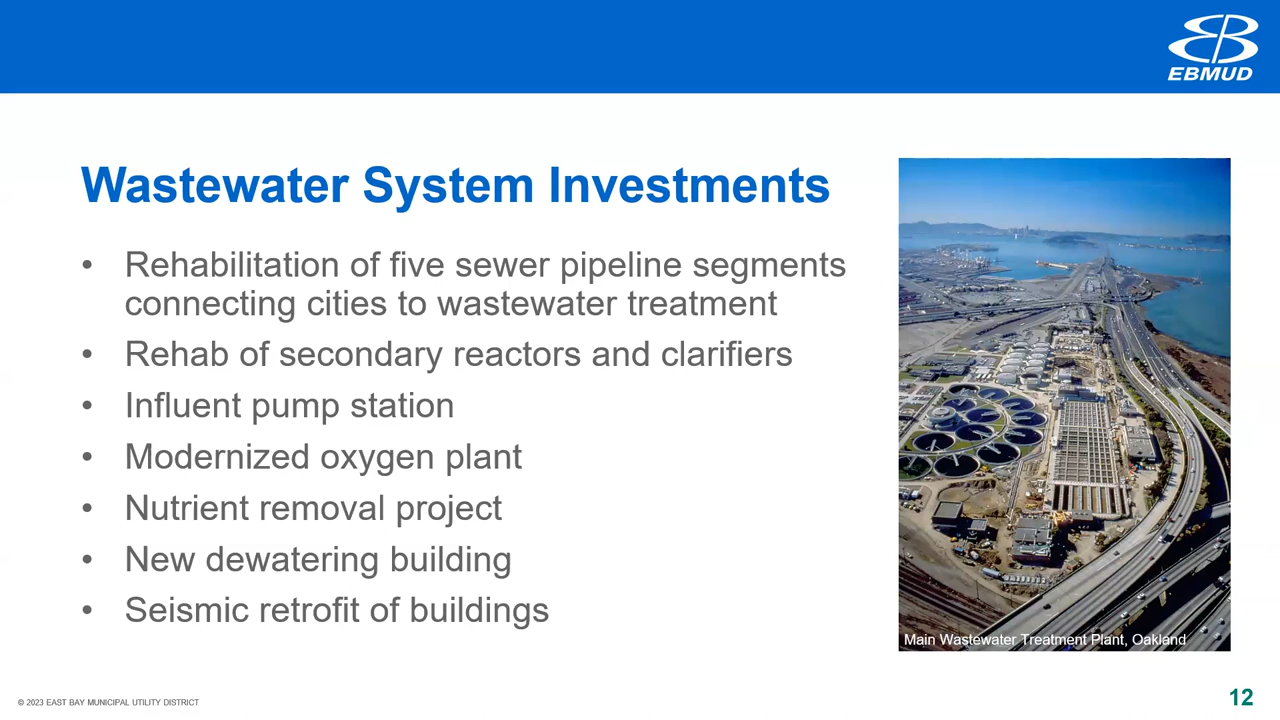 EBMUD
Wastewater System Investments
• Rehabilitation of five sewer pipeline segments
connecting cities to wastewater treatment
• Rehab of secondary reactors and clarifiers
• Influent pump station
• Modernized oxygen plant
• Nutrient removal project
• New dewatering building
• Seismic retrofit of buildings
Main Wastewater Treatment Plant, Oakland
© 2023 EAST BAY MUNICIPAL UTILITY DISTRICT
12